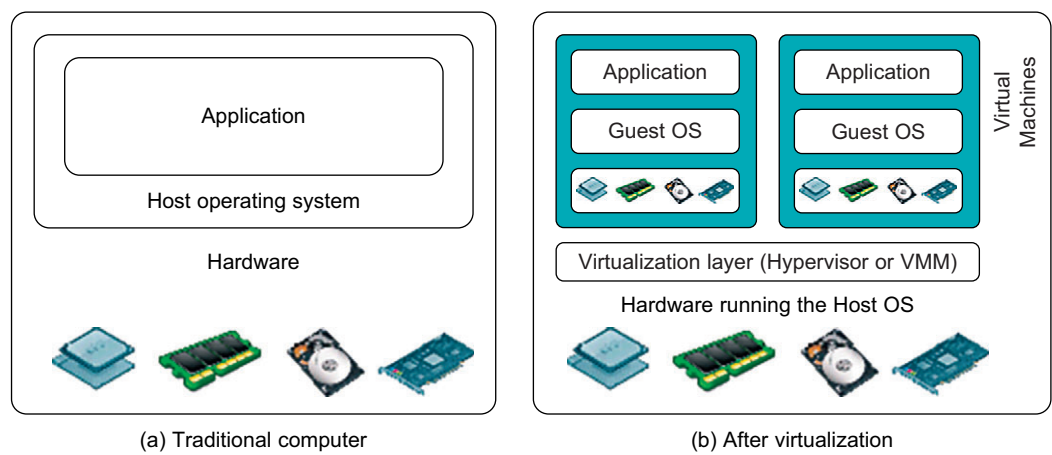 Application
Host operating system
Hardware
(a) Traditional computer
Application
Guest OS
Application
Guest OS
Virtual
Machines
Virtualization layer (Hypervisor or VMM)
Hardware running the Host OS
(b) After virtualization